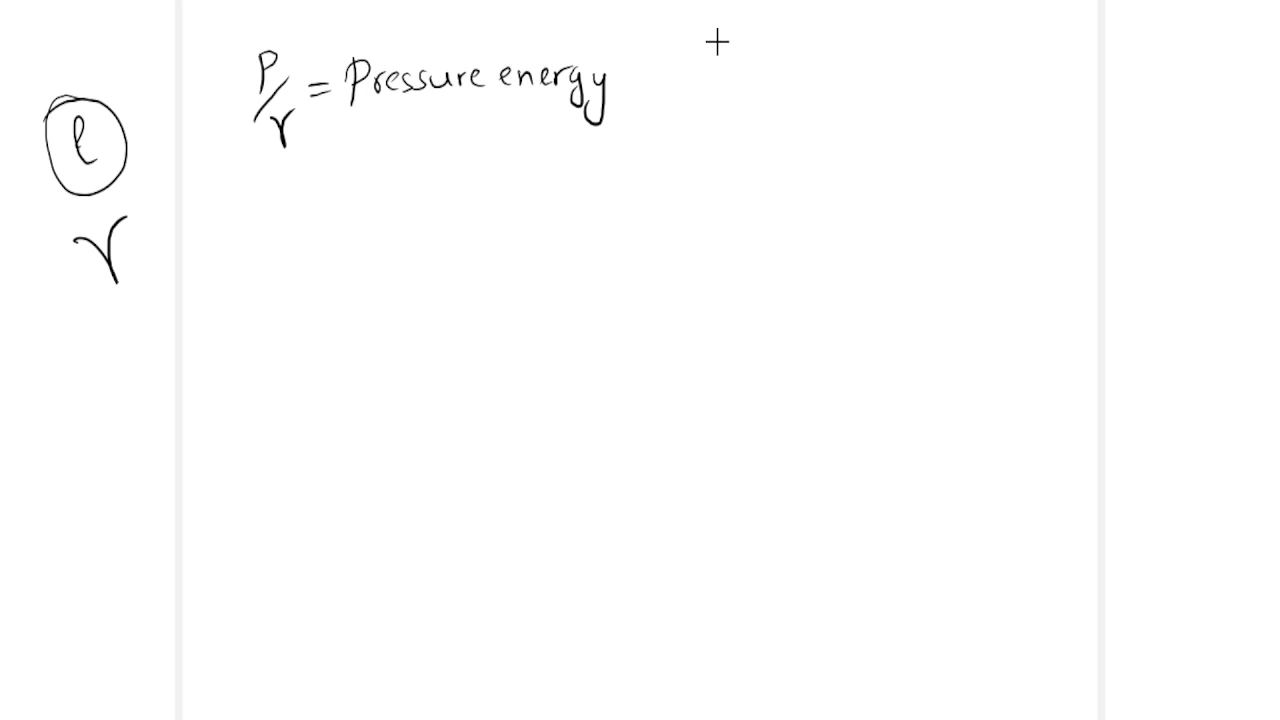 P/γ = Pressure energy
ρ
γ